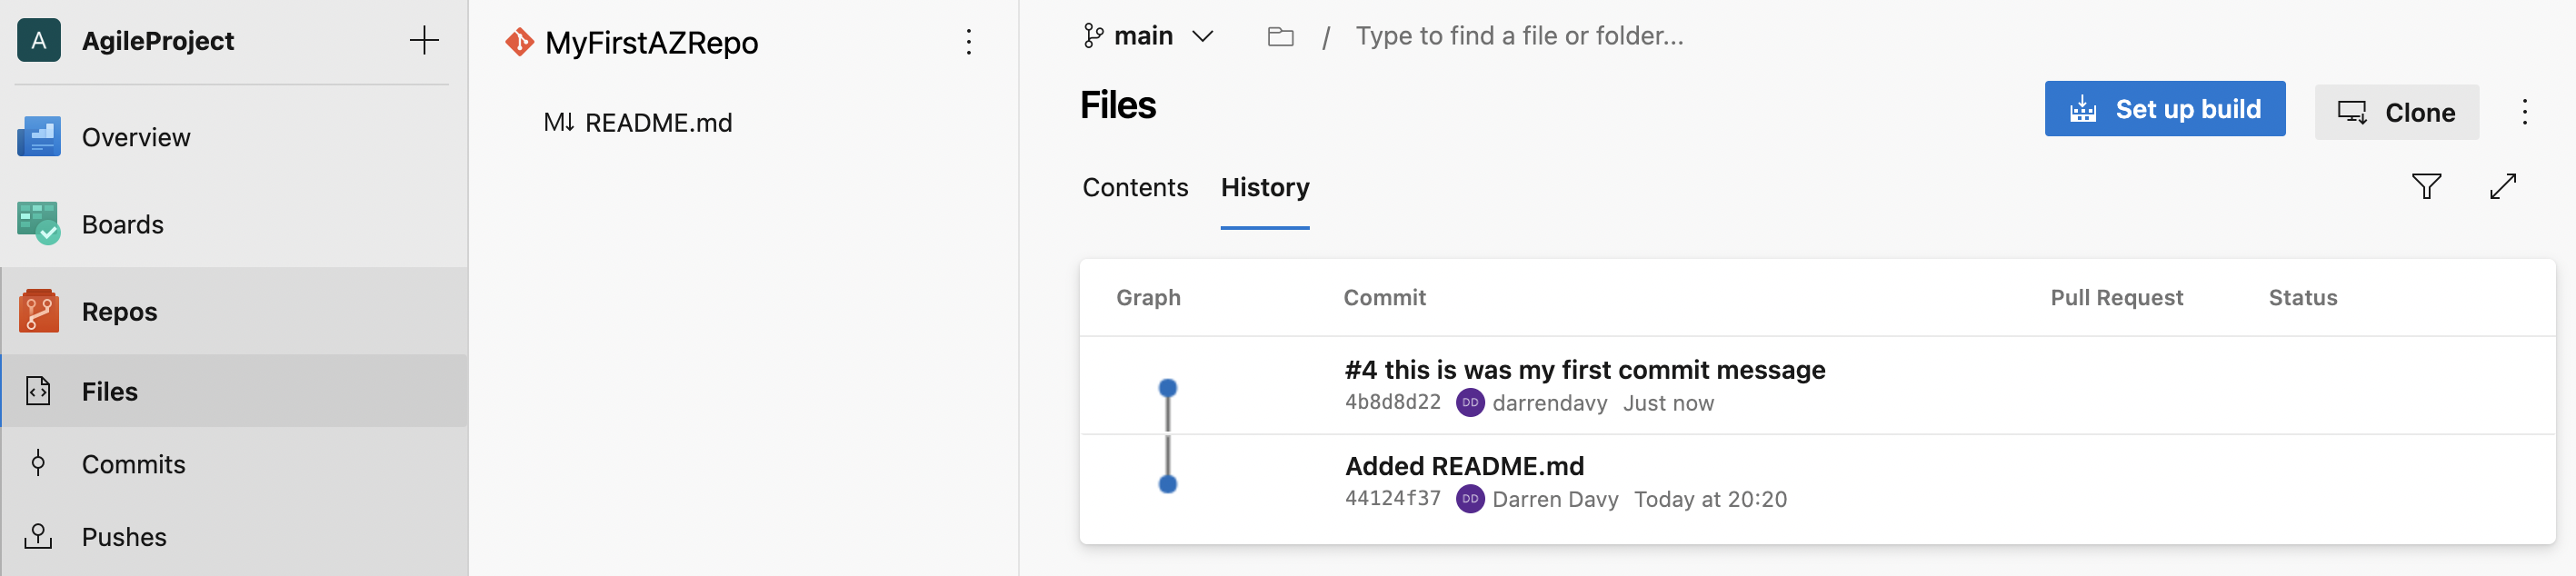 A AgileProject
Overview
Boards
Repos
Files
Commits
Pushes
MyFirstAZRepo
M↓ README.md
main / Type to find a file or folder...
Files
Set up build
Clone
Contents History
Graph Commit Pull Request Status
#4 this is was my first commit message
4b8d8d22 DD darrendavy Just now
Added README.md
44124f37 DD Darren Davy Today at 20:20